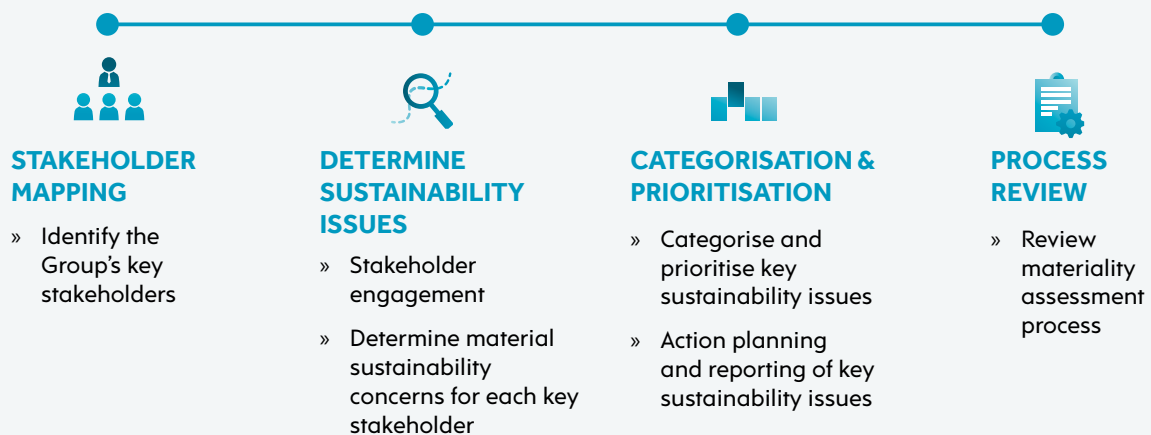 STAKEHOLDER
MAPPING
» Identify the
Group’s key
stakeholders
DETERMINE
SUSTAINABILITY
ISSUES
» Stakeholder
engagement
» Determine material
sustainability
concerns for each key
stakeholder
CATEGORISATION &
PRIORITISATION
» Categorise and
prioritise key
sustainability issues
» Action planning
and reporting of key
sustainability issues
PROCESS
REVIEW
» Review
materiality
assessment
process